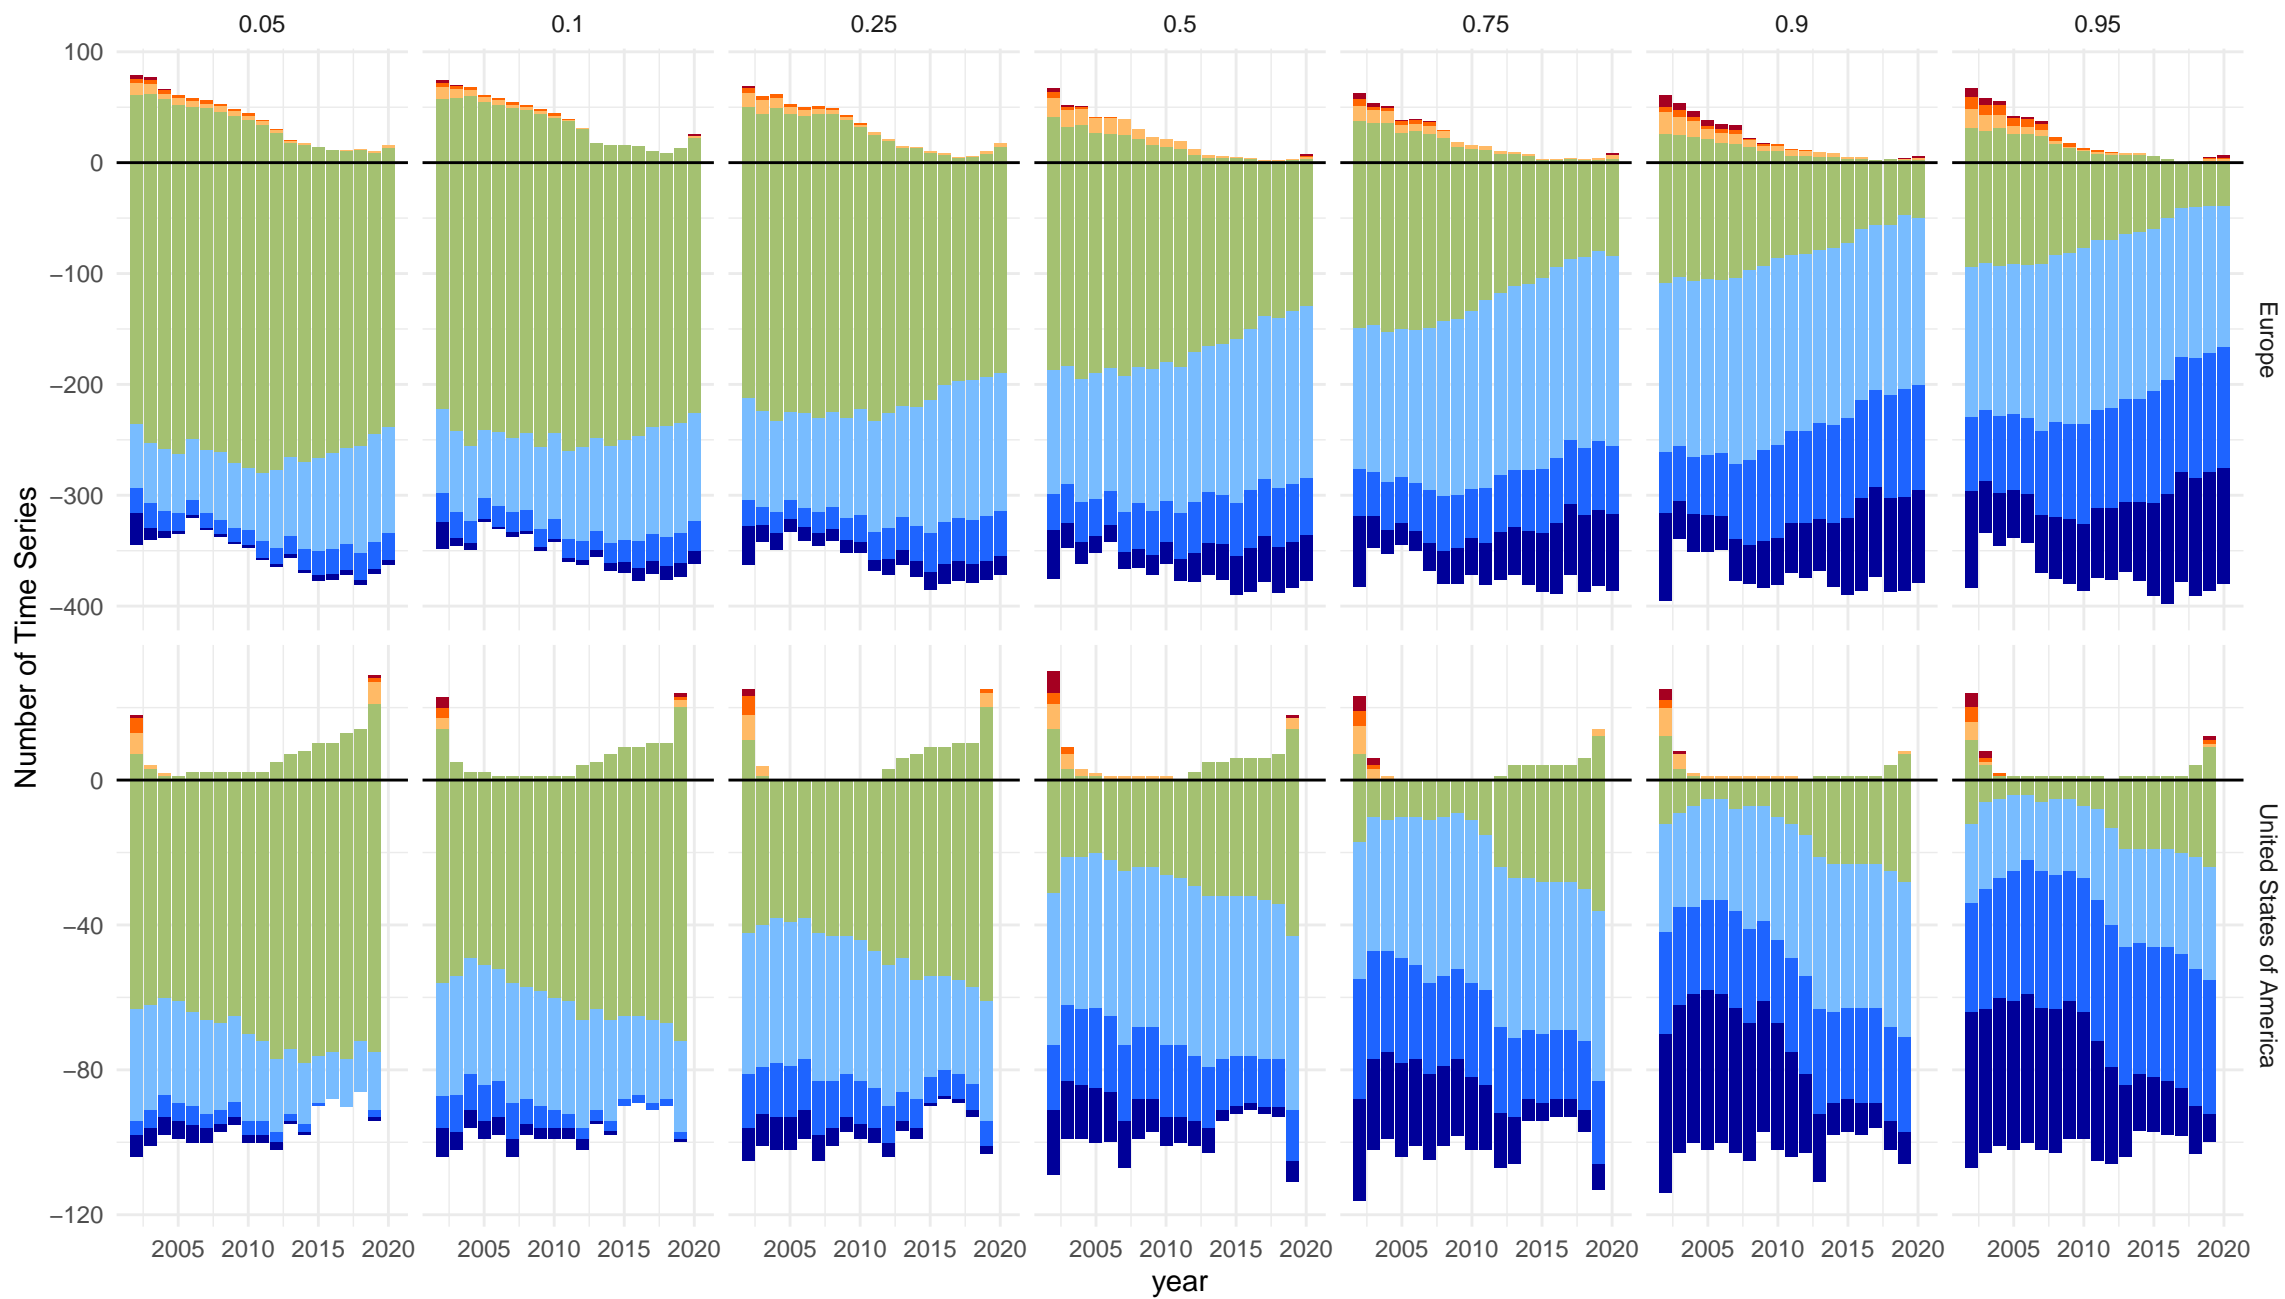 0.05 0.1 0.25 0.5 0.75 0.9 0.95
100
0
−100
−200
−300
−400
Europe
0
−40
−80
−120
United States of America
Number of Time Series
2005 2010 2015 2020 2005 2010 2015 2020 2005 2010 2015 2020 2005 2010 2015 2020 2005 2010 2015 2020 2005 2010 2015 2020 2005 2010 2015 2020
year